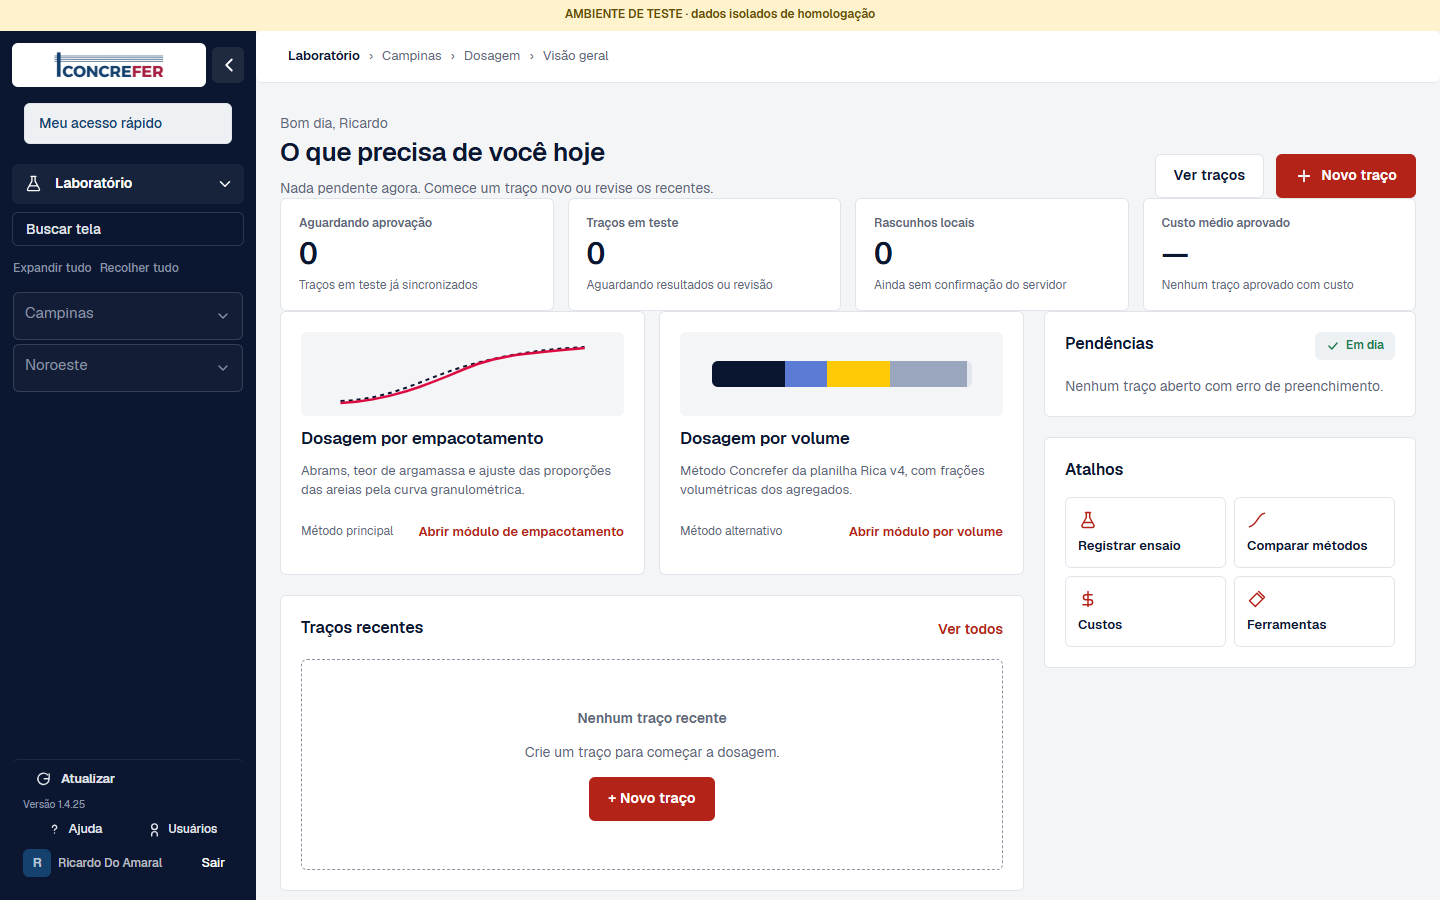 AMBIENTE DE TESTE · dados isolados de homologação
CONCREFER
Meu acesso rápido
Laboratório
Buscar tela
Expandir tudo Recolher tudo
Campinas
Noroeste
Atualizar
Versão 1.4.25
? Ajuda Usuários
R Ricardo Do Amaral Sair
Laboratório › Campinas › Dosagem › Visão geral
Bom dia, Ricardo
O que precisa de você hoje
Nada pendente agora. Comece um traço novo ou revise os recentes.
Ver traços
+ Novo traço
Aguardando aprovação
0
Traços em teste já sincronizados
Traços em teste
0
Aguardando resultados ou revisão
Rascunhos locais
0
Ainda sem confirmação do servidor
Custo médio aprovado
—
Nenhum traço aprovado com custo
Dosagem por empacotamento
Abrams, teor de argamassa e ajuste das proporções
das areias pela curva granulométrica.
Método principal Abrir módulo de empacotamento
Dosagem por volume
Método Concrefer da planilha Rica v4, com frações
volumétricas dos agregados.
Método alternativo Abrir módulo por volume
Pendências
Em dia
Nenhum traço aberto com erro de preenchimento.
Atalhos
Registrar ensaio
Comparar métodos
Custos
Ferramentas
Traços recentes
Ver todos
Nenhum traço recente
Crie um traço para começar a dosagem.
+ Novo traço